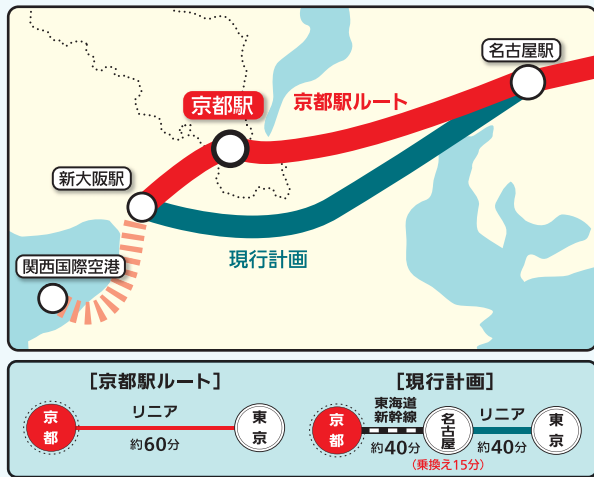 名古屋駅
京都駅ルート
京都駅
新大阪駅
現行計画
関西国際空港
[京都駅ルート]
京都
リニア
約60分
東京
[現行計画]
京都
東海道
新幹線
約40分
名古屋
(乗換え15分)
リニア
約40分
東京